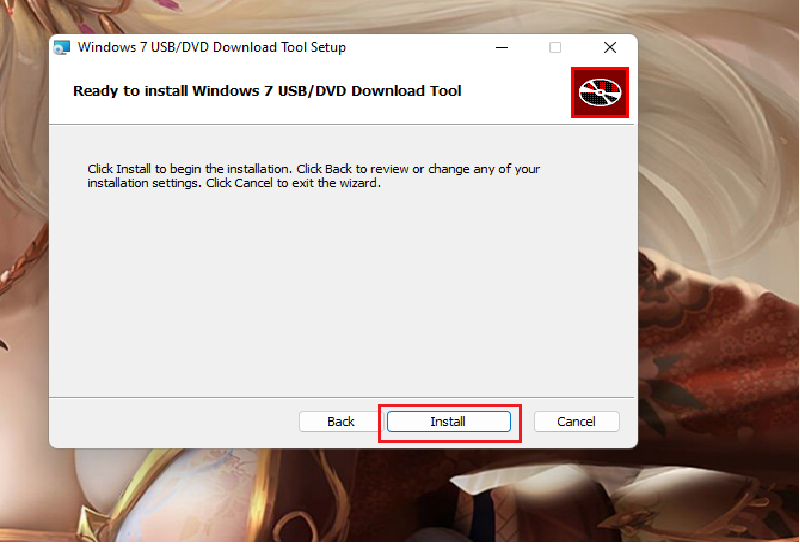 Windows 7 USB/DVD Download Tool Setup
Ready to install Windows 7 USB/DVD Download Tool
Click Install to begin the installation. Click Back to review or change any of your
installation settings. Click Cancel to exit the wizard.
Back Install Cancel